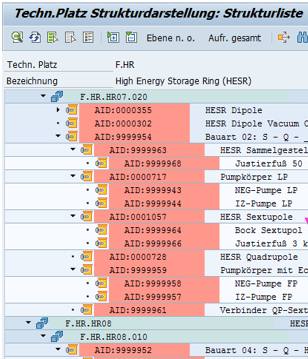 Techn.Platz Strukturdarstellung: Strukturliste
Ebene n. o. Aufr. gesamt
Techn. Platz F.HR
Bezeichnung High Energy Storage Ring (HESR)
F.HR.HR07.020
AID:0000355 HESR Dipole
AID:0000302 HESR Dipole Vacuum C
AID:9999954 Bauart 02: S - Q -
AID:9999963 HESR Sammelgestel
AID:9999968 Justierfuß 50
AID:0000717 Pumpkörper LP
AID:9999943 NEG-Pumpe LP
AID:9999944 IZ-Pumpe LP
AID:0001057 HESR Sextupole
AID:9999964 Bock Sextupol
AID:9999966 Justierfuß 3 k
AID:0000728 HESR Quadrupole
AID:9999959 Pumpkörper mit Ec
AID:9999958 NEG-Pumpe FP
AID:9999957 IZ-Pumpe FP
AID:9999961 Verbinder QP-Sext
F.HR.HR08 HESR
F.HR.HR08.010
AID:9999952 Bauart 04: S - Q -